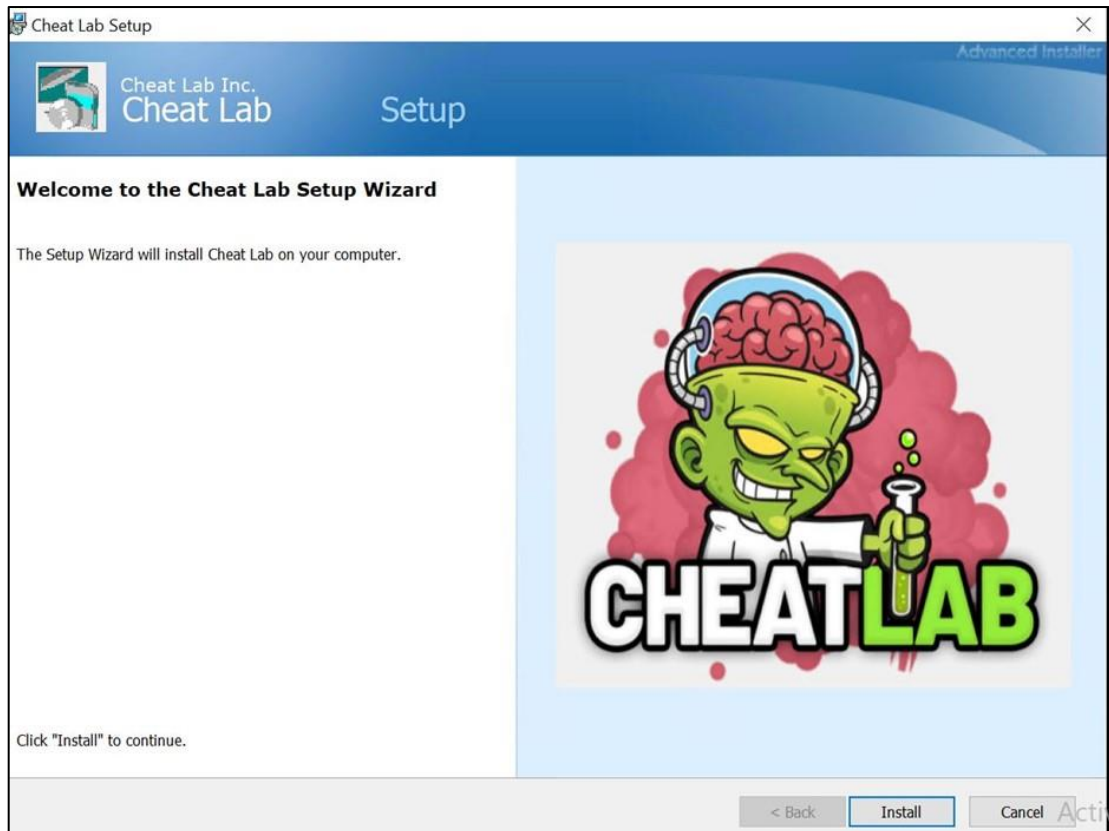 Cheat Lab Setup
Advanced Installer
Cheat Lab Inc.
Cheat Lab
Setup
Welcome to the Cheat Lab Setup Wizard
The Setup Wizard will install Cheat Lab on your computer.
CHEATLAB
Click "Install" to continue.
< Back Install Cancel Acti